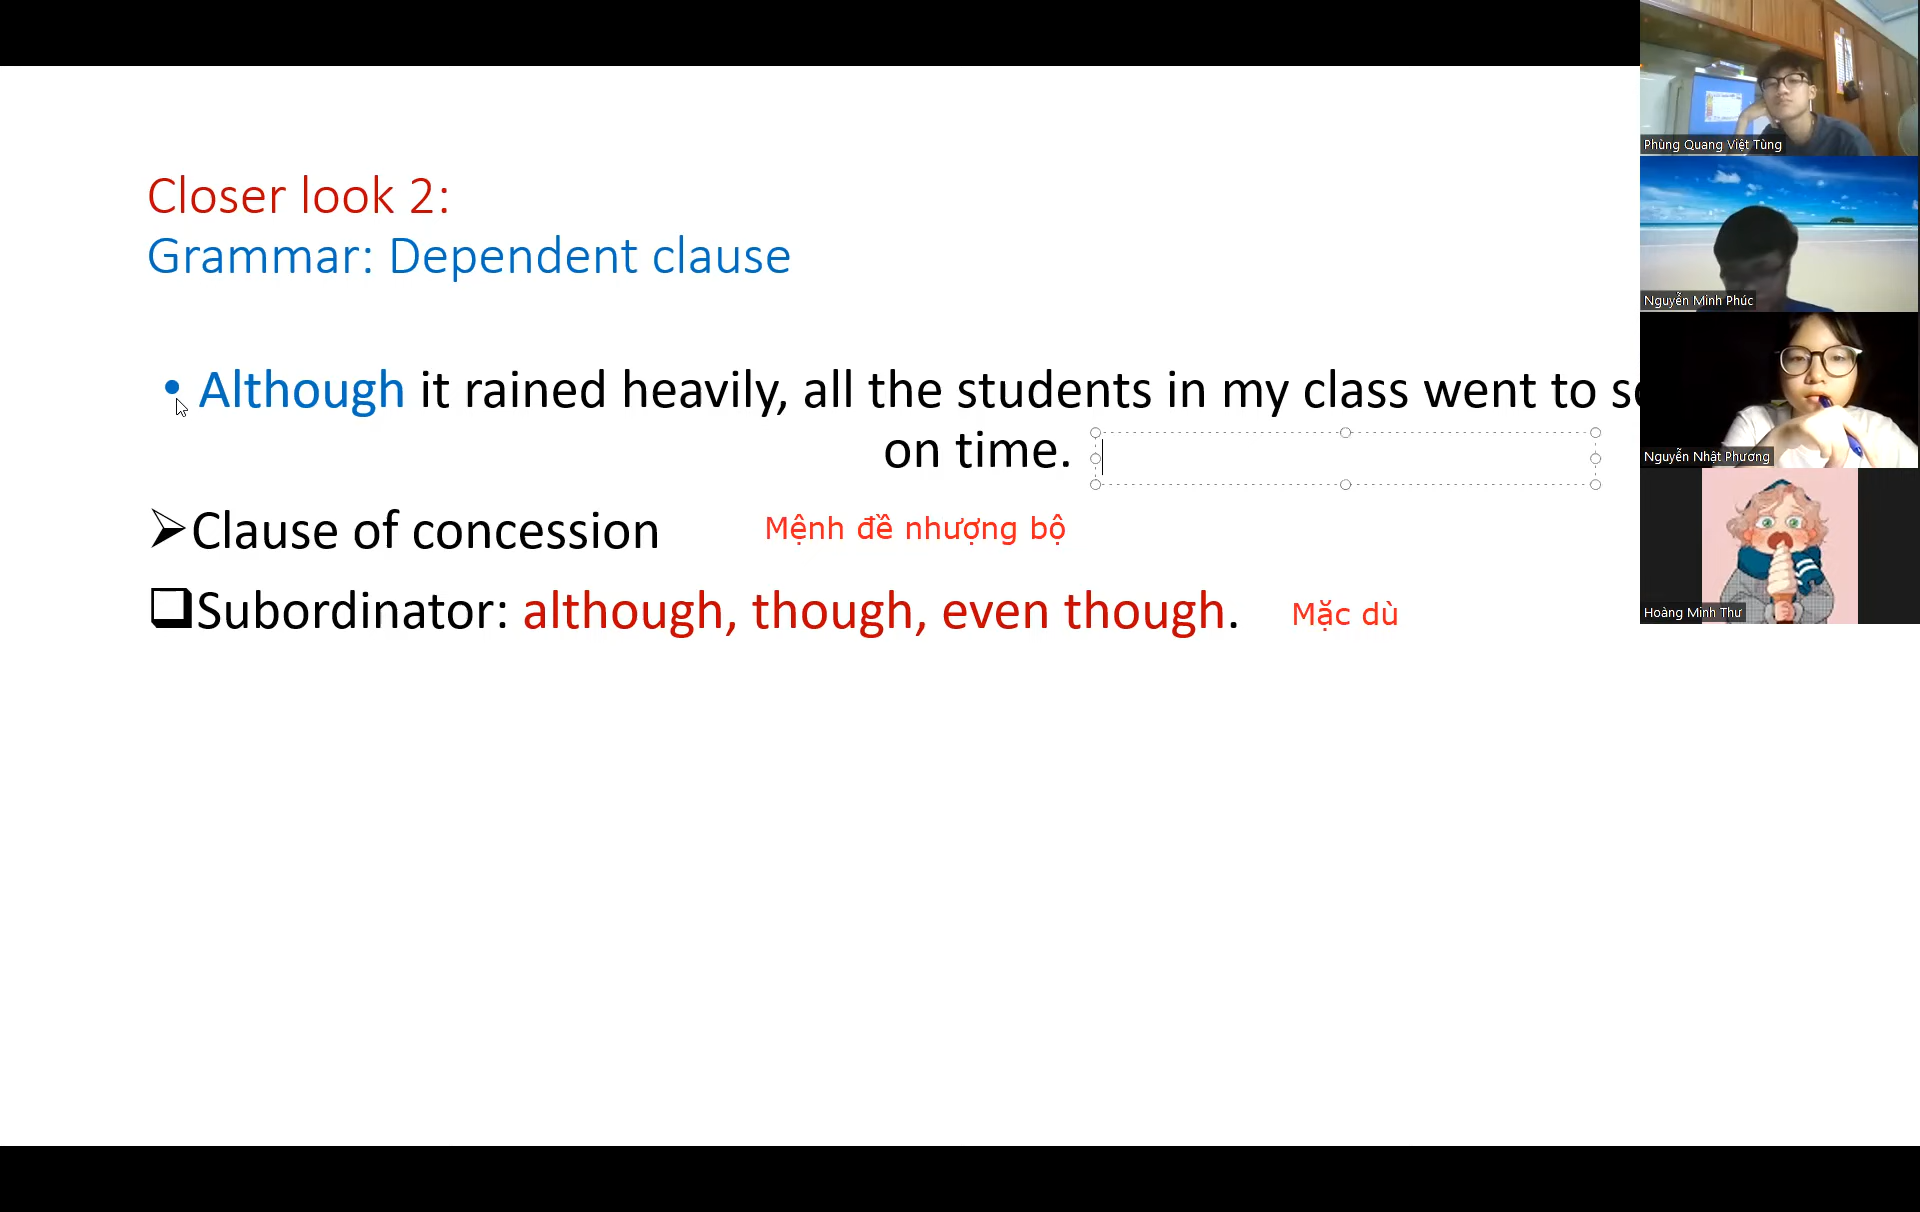 Closer look 2:
Grammar: Dependent clause
• Although it rained heavily, all the students in my class went to
on time.
➢Clause of concession Mệnh đề nhượng bộ
❑Subordinator: although, though, even though. Mặc dù
Phùng Quang Việt Tùng
Nguyễn Minh Phúc
Nguyễn Nhật Phương
Hoàng Minh Thư